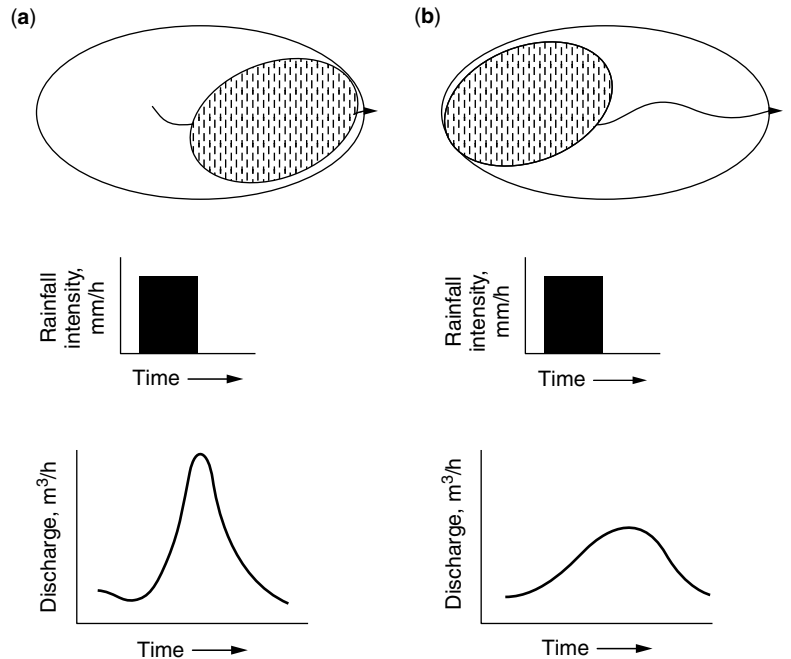 (a)
Rainfall
intensity,
mm/h
Time
Discharge, m³/h
Time
(b)
Rainfall
intensity,
mm/h
Time
Discharge, m³/h
Time